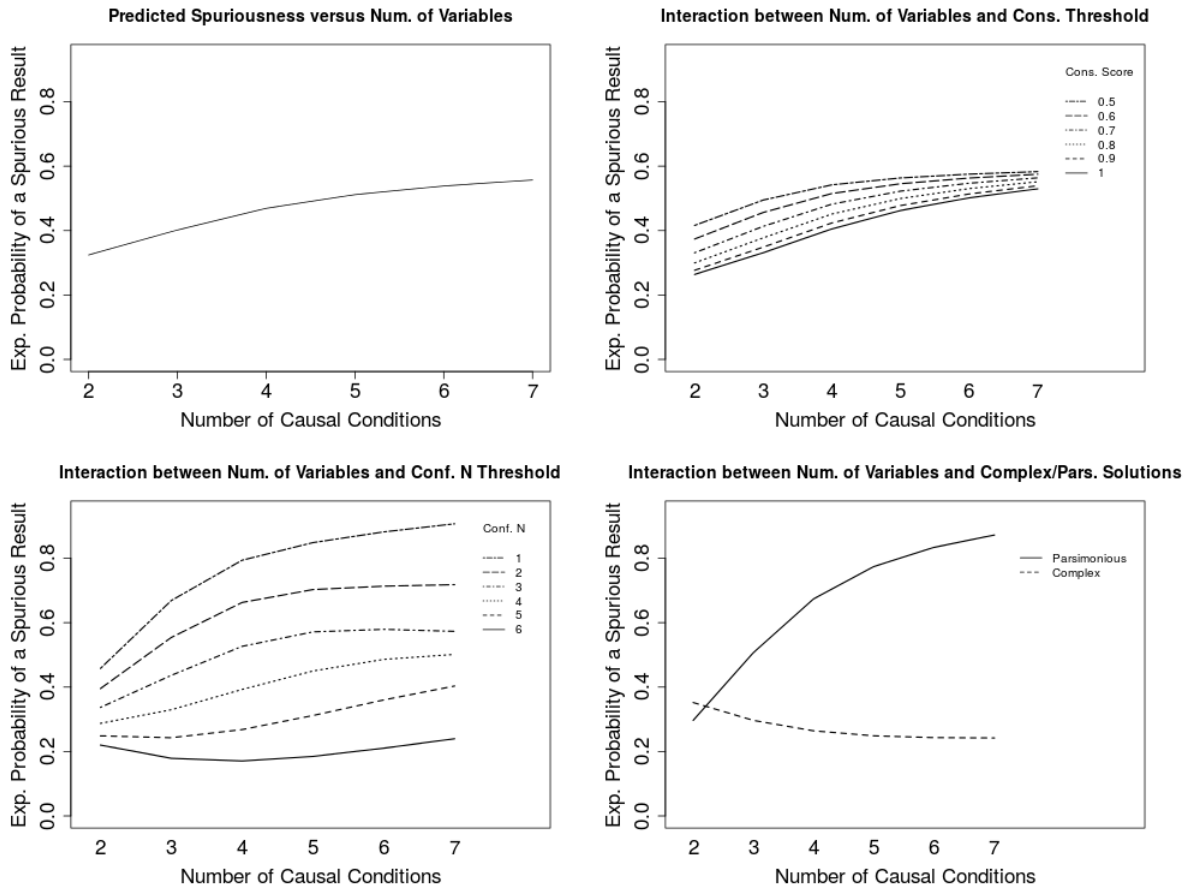 Predicted Spuriousness versus Num. of Variables
Exp. Probability of a Spurious Result
0.8
0.6
0.4
0.2
0.0
2 3 4 5 6 7
Number of Causal Conditions
Interaction between Num. of Variables and Cons. Threshold
Exp. Probability of a Spurious Result
0.8
0.6
0.4
0.2
0.0
Cons. Score
0.5
0.6
0.7
0.8
0.9
1
2 3 4 5 6 7
Number of Causal Conditions
Interaction between Num. of Variables and Conf. N Threshold
Exp. Probability of a Spurious Result
0.8
0.6
0.4
0.2
0.0
Conf. N
1
2
3
4
5
6
2 3 4 5 6 7
Number of Causal Conditions
Interaction between Num. of Variables and Complex/Pars. Solutions
Exp. Probability of a Spurious Result
0.8
0.6
0.4
0.2
0.0
Parsimonious
Complex
2 3 4 5 6 7
Number of Causal Conditions